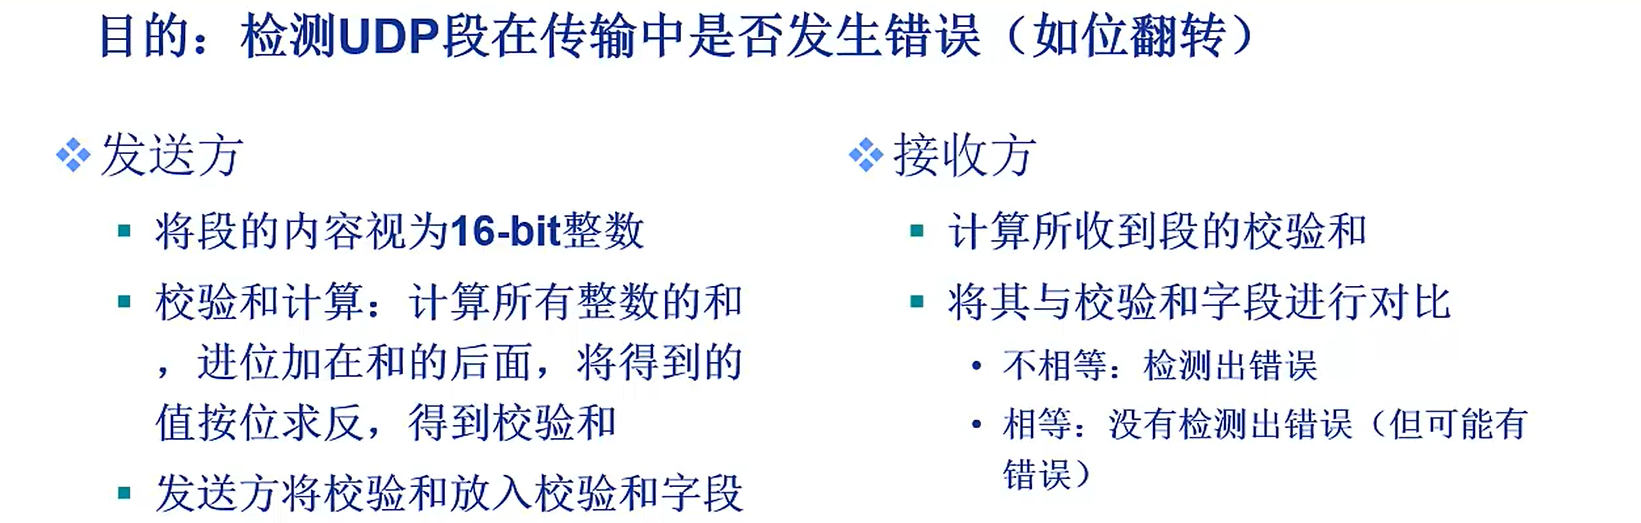 目的：检测UDP段在传输中是否发生错误（如位翻转）
发送方
将段的内容视为16-bit整数
校验和计算：计算所有整数的和
，进位加在和的后面，将得到的
值按位求反，得到校验和
发送方将校验和放入校验和字段
接收方
计算所收到段的校验和
将其与校验和字段进行对比
• 不相等：检测出错误
• 相等：没有检测出错误（但可能有
错误）